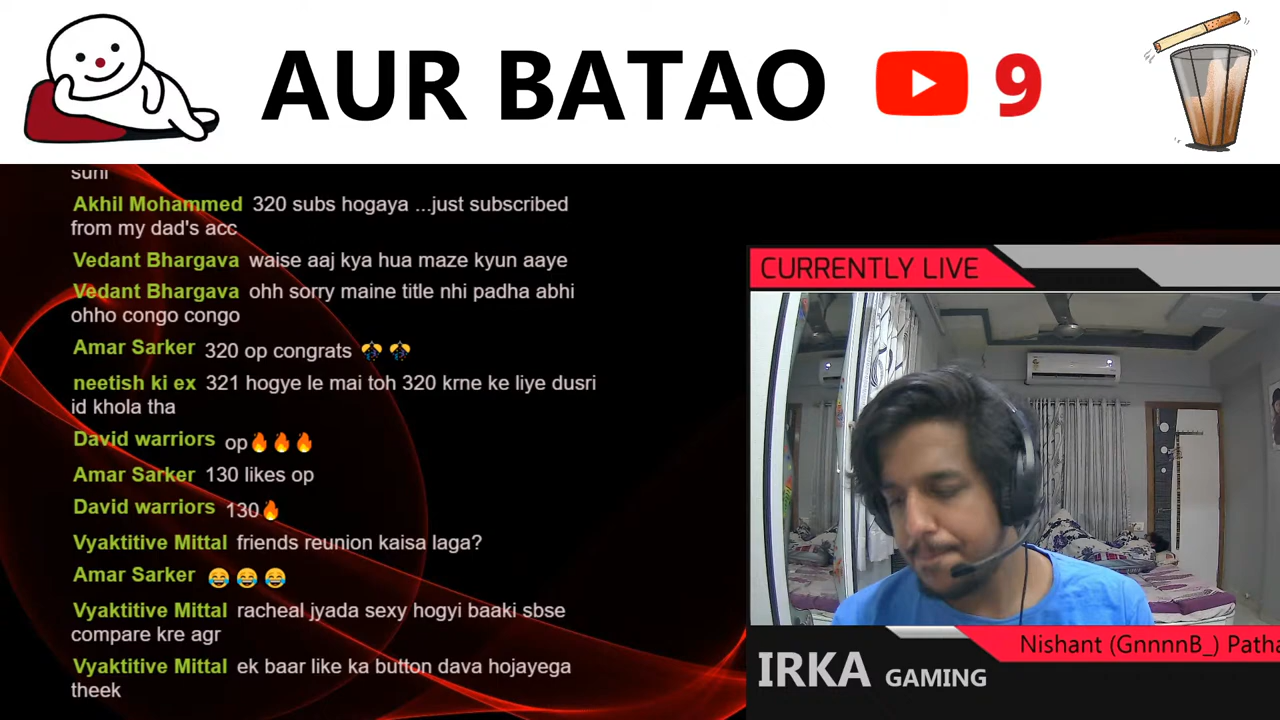 AUR BATAO 9
suni
Akhil Mohammed 320 subs hogaya ...just subscribed
from my dad's acc
Vedant Bhargava waise aaj kya hua maze kyun aaye
Vedant Bhargava ohh sorry maine title nhi padha abhi
ohho congo congo
Amar Sarker 320 op congrats 🎊 🎊
neetish ki ex 321 hogye le mai toh 320 krne ke liye dusri
id khola tha
David warriors op🔥🔥🔥
Amar Sarker 130 likes op
David warriors 130🔥
Vyaktitive Mittal friends reunion kaisa laga?
Amar Sarker 😂 😂 😂
Vyaktitive Mittal racheal jyada sexy hogyi baaki sbse
compare kre agr
Vyaktitive Mittal ek baar like ka button dava hojayega
theek
CURRENTLY LIVE
Nishant (GnnnnB_) Patha
IRKA GAMING